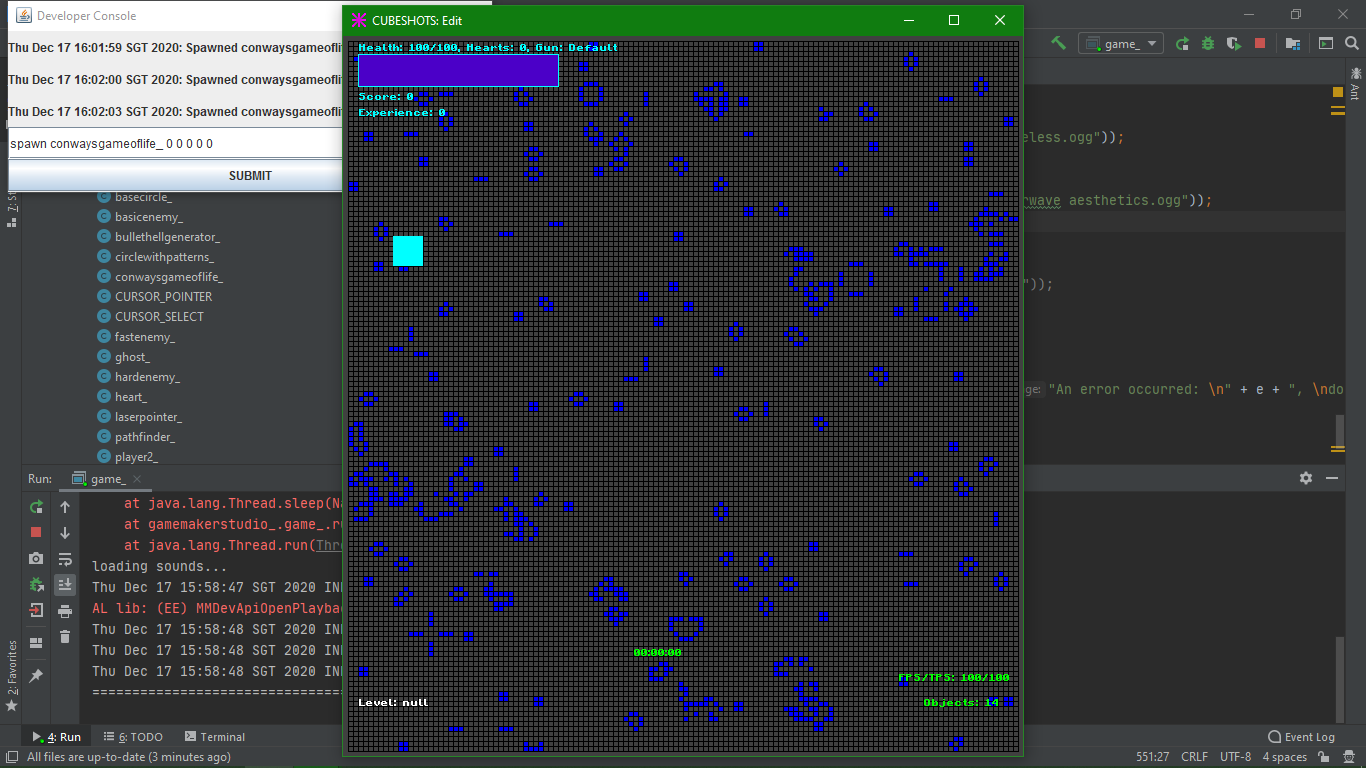 Developer Console
Thu Dec 17 16:01:59 SGT 2020: Spawned conwaysgameoflif
Thu Dec 17 16:02:00 SGT 2020: Spawned conwaysgameoflif
Thu Dec 17 16:02:03 SGT 2020: Spawned conwaysgameoflif
spawn conwaysgameoflife_ 0 0 0 0 0
SUBMIT
basecircle_
basicenemy_
bullethellgenerator_
circlewithpatterns_
conwaysgameoflife_
CURSOR_POINTER
CURSOR_SELECT
fastenemy_
ghost_
hardenemy_
heart_
laserpointer_
pathfinder_
player2_
CUBESHOTS: Edit
Health: 100/100, Hearts: 0, Gun: Default
Score: 0
Experience: 0
00:00:00
FPS/TPS: 100/100
Level: null
Objects: 14
game_
Ant
eless.ogg"));
rwave aesthetics.ogg"));
"));
ge: "An error occurred: \n" + e + ", \ndo
Run: game_
at java.lang.Thread.sleep(Na
at gamemakerstudio_.game_.ru
at java.lang.Thread.run(Thre
loading sounds...
Thu Dec 17 15:58:47 SGT 2020 IN
AL lib: (EE) MMDevApiOpenPlayba
Thu Dec 17 15:58:48 SGT 2020 IN
Thu Dec 17 15:58:48 SGT 2020 IN
Thu Dec 17 15:58:48 SGT 2020 IN
===============================
2: Favorites
4: Run
6: TODO
Terminal
Event Log
All files are up-to-date (3 minutes ago)
551:27 CRLF UTF-8 4 spaces